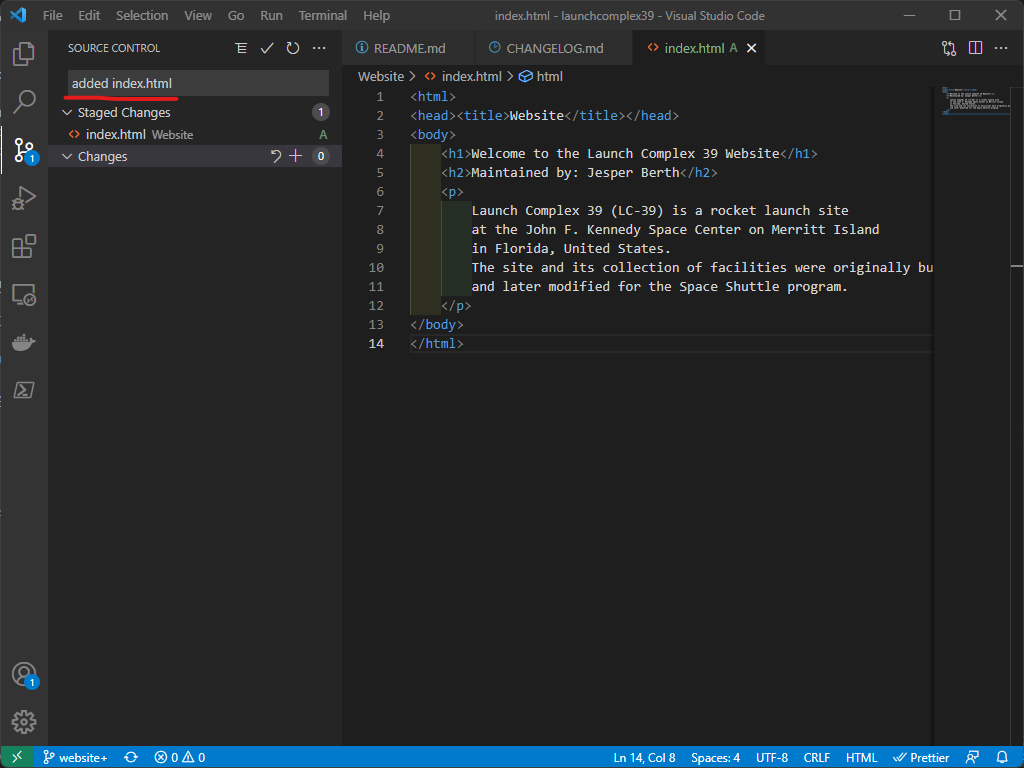 File Edit Selection View Go Run Terminal Help index.html - launchcomplex39 - Visual Studio Code
SOURCE CONTROL
README.md CHANGELOG.md index.html A
added index.html
Website > index.html > html
Staged Changes 1
index.html Website A
Changes 0
1 <html>
2 <head><title>Website</title></head>
3 <body>
4 <h1>Welcome to the Launch Complex 39 Website</h1>
5 <h2>Maintained by: Jesper Berth</h2>
6 <p>
7 Launch Complex 39 (LC-39) is a rocket launch site
8 at the John F. Kennedy Space Center on Merritt Island
9 in Florida, United States.
10 The site and its collection of facilities were originally bu
11 and later modified for the Space Shuttle program.
12 </p>
13 </body>
14 </html>
1
1
website+ 0 0 Ln 14, Col 8 Spaces: 4 UTF-8 CRLF HTML Prettier